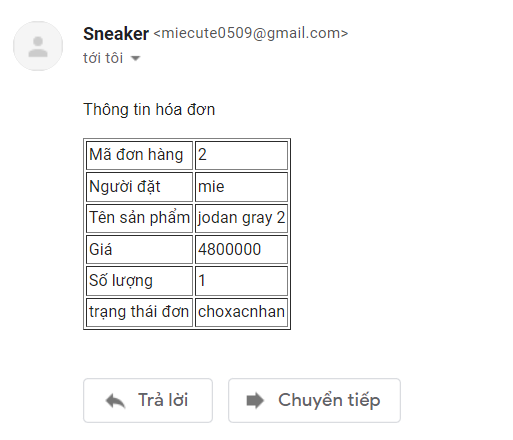 Sneaker <miecute0509@gmail.com>
tới tôi
Thông tin hóa đơn
Mã đơn hàng 2
Người đặt mie
Tên sản phẩm jodan gray 2
Giá 4800000
Số lượng 1
trạng thái đơn choxacnhan
Trả lời Chuyển tiếp